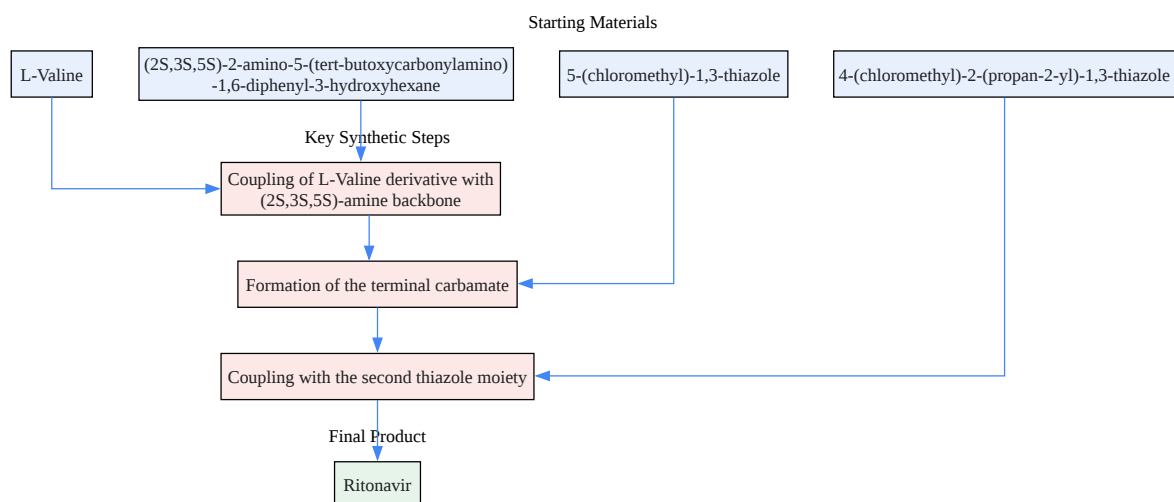 Starting Materials
L-Valine
(2S,3S,5S)-2-amino-5-(tert-butoxycarbonylamino)
-1,6-diphenyl-3-hydroxyhexane
5-(chloromethyl)-1,3-thiazole
4-(chloromethyl)-2-(propan-2-yl)-1,3-thiazole
Key Synthetic Steps
Coupling of L-Valine derivative with
(2S,3S,5S)-amine backbone
Formation of the terminal carbamate
Coupling with the second thiazole moiety
Final Product
Ritonavir